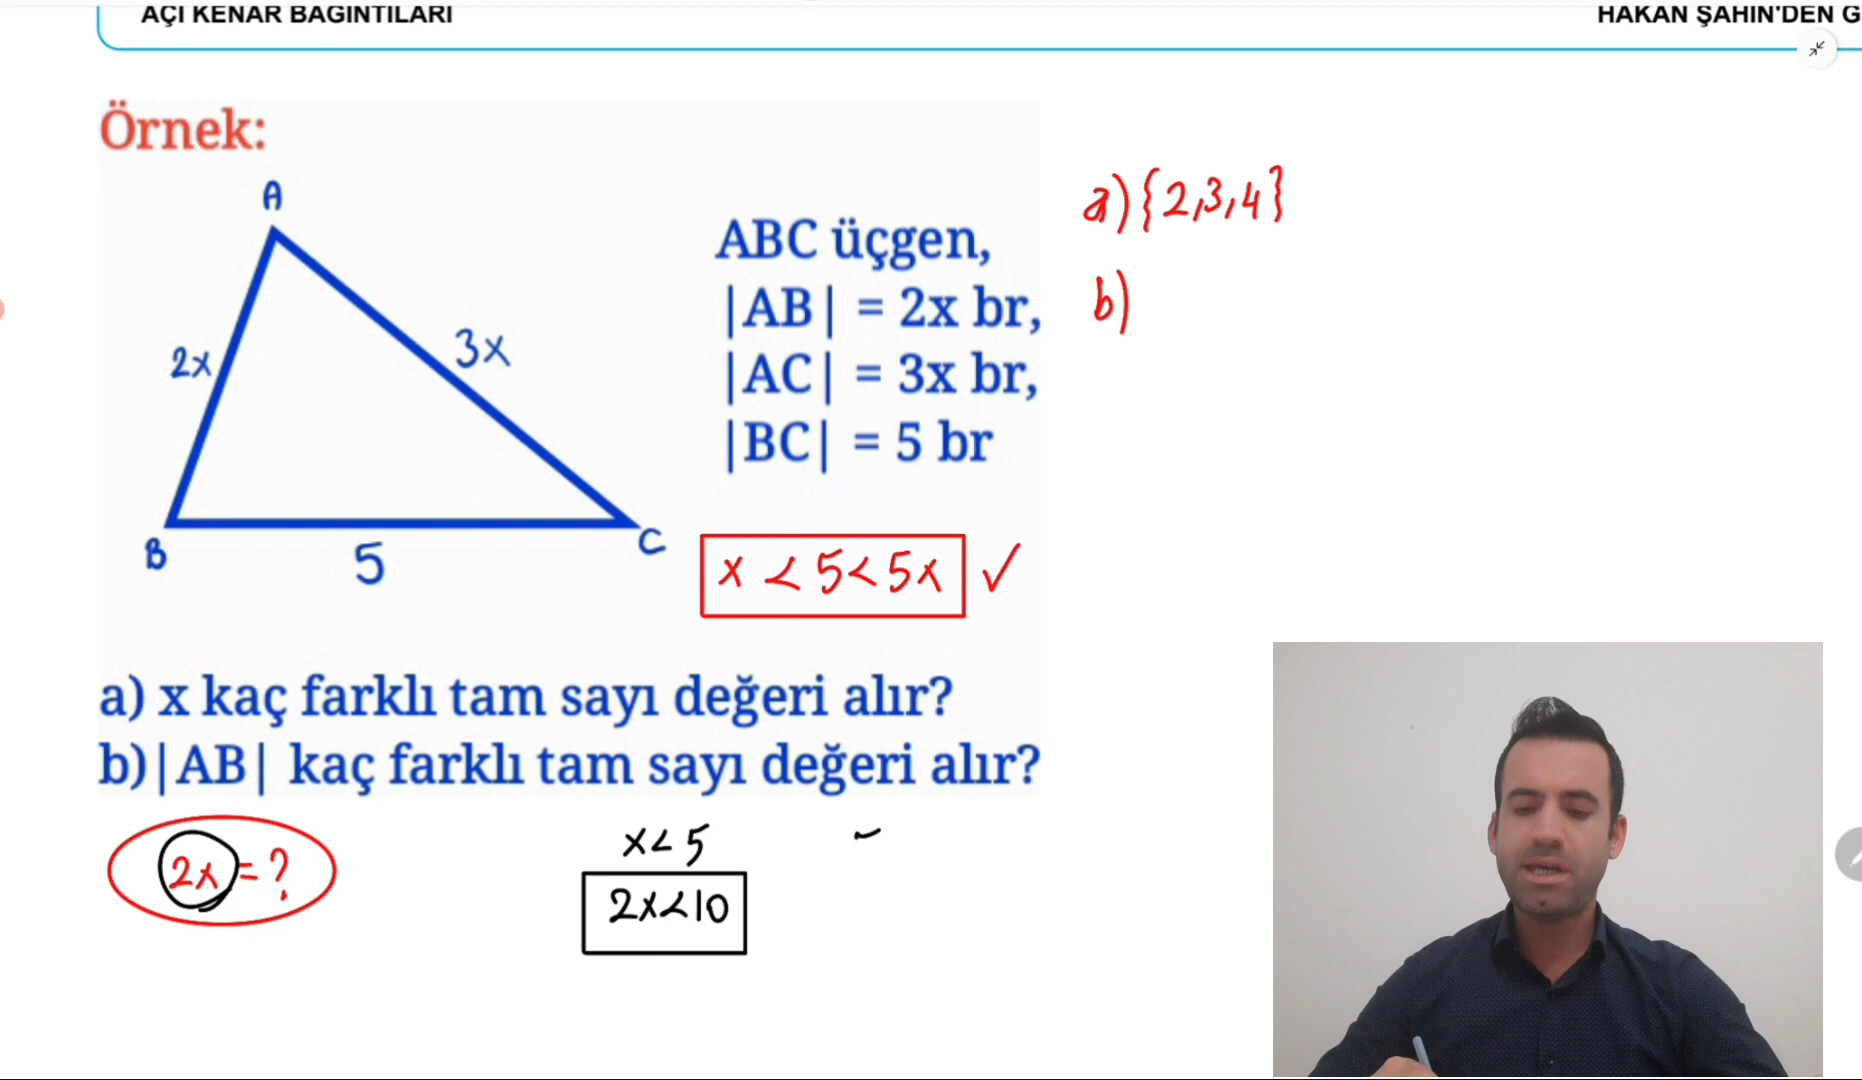 AÇI KENAR BAĞINTILARI
HAKAN ŞAHİN'DEN G
Örnek:
A
2x
3x
B
5
C
ABC üçgen,
|AB| = 2x br,
|AC| = 3x br,
|BC| = 5 br
a) {2,3,4}
b)
x < 5 < 5x ✓
a) x kaç farklı tam sayı değeri alır?
b)|AB| kaç farklı tam sayı değeri alır?
2x = ?
x < 5
2x < 10